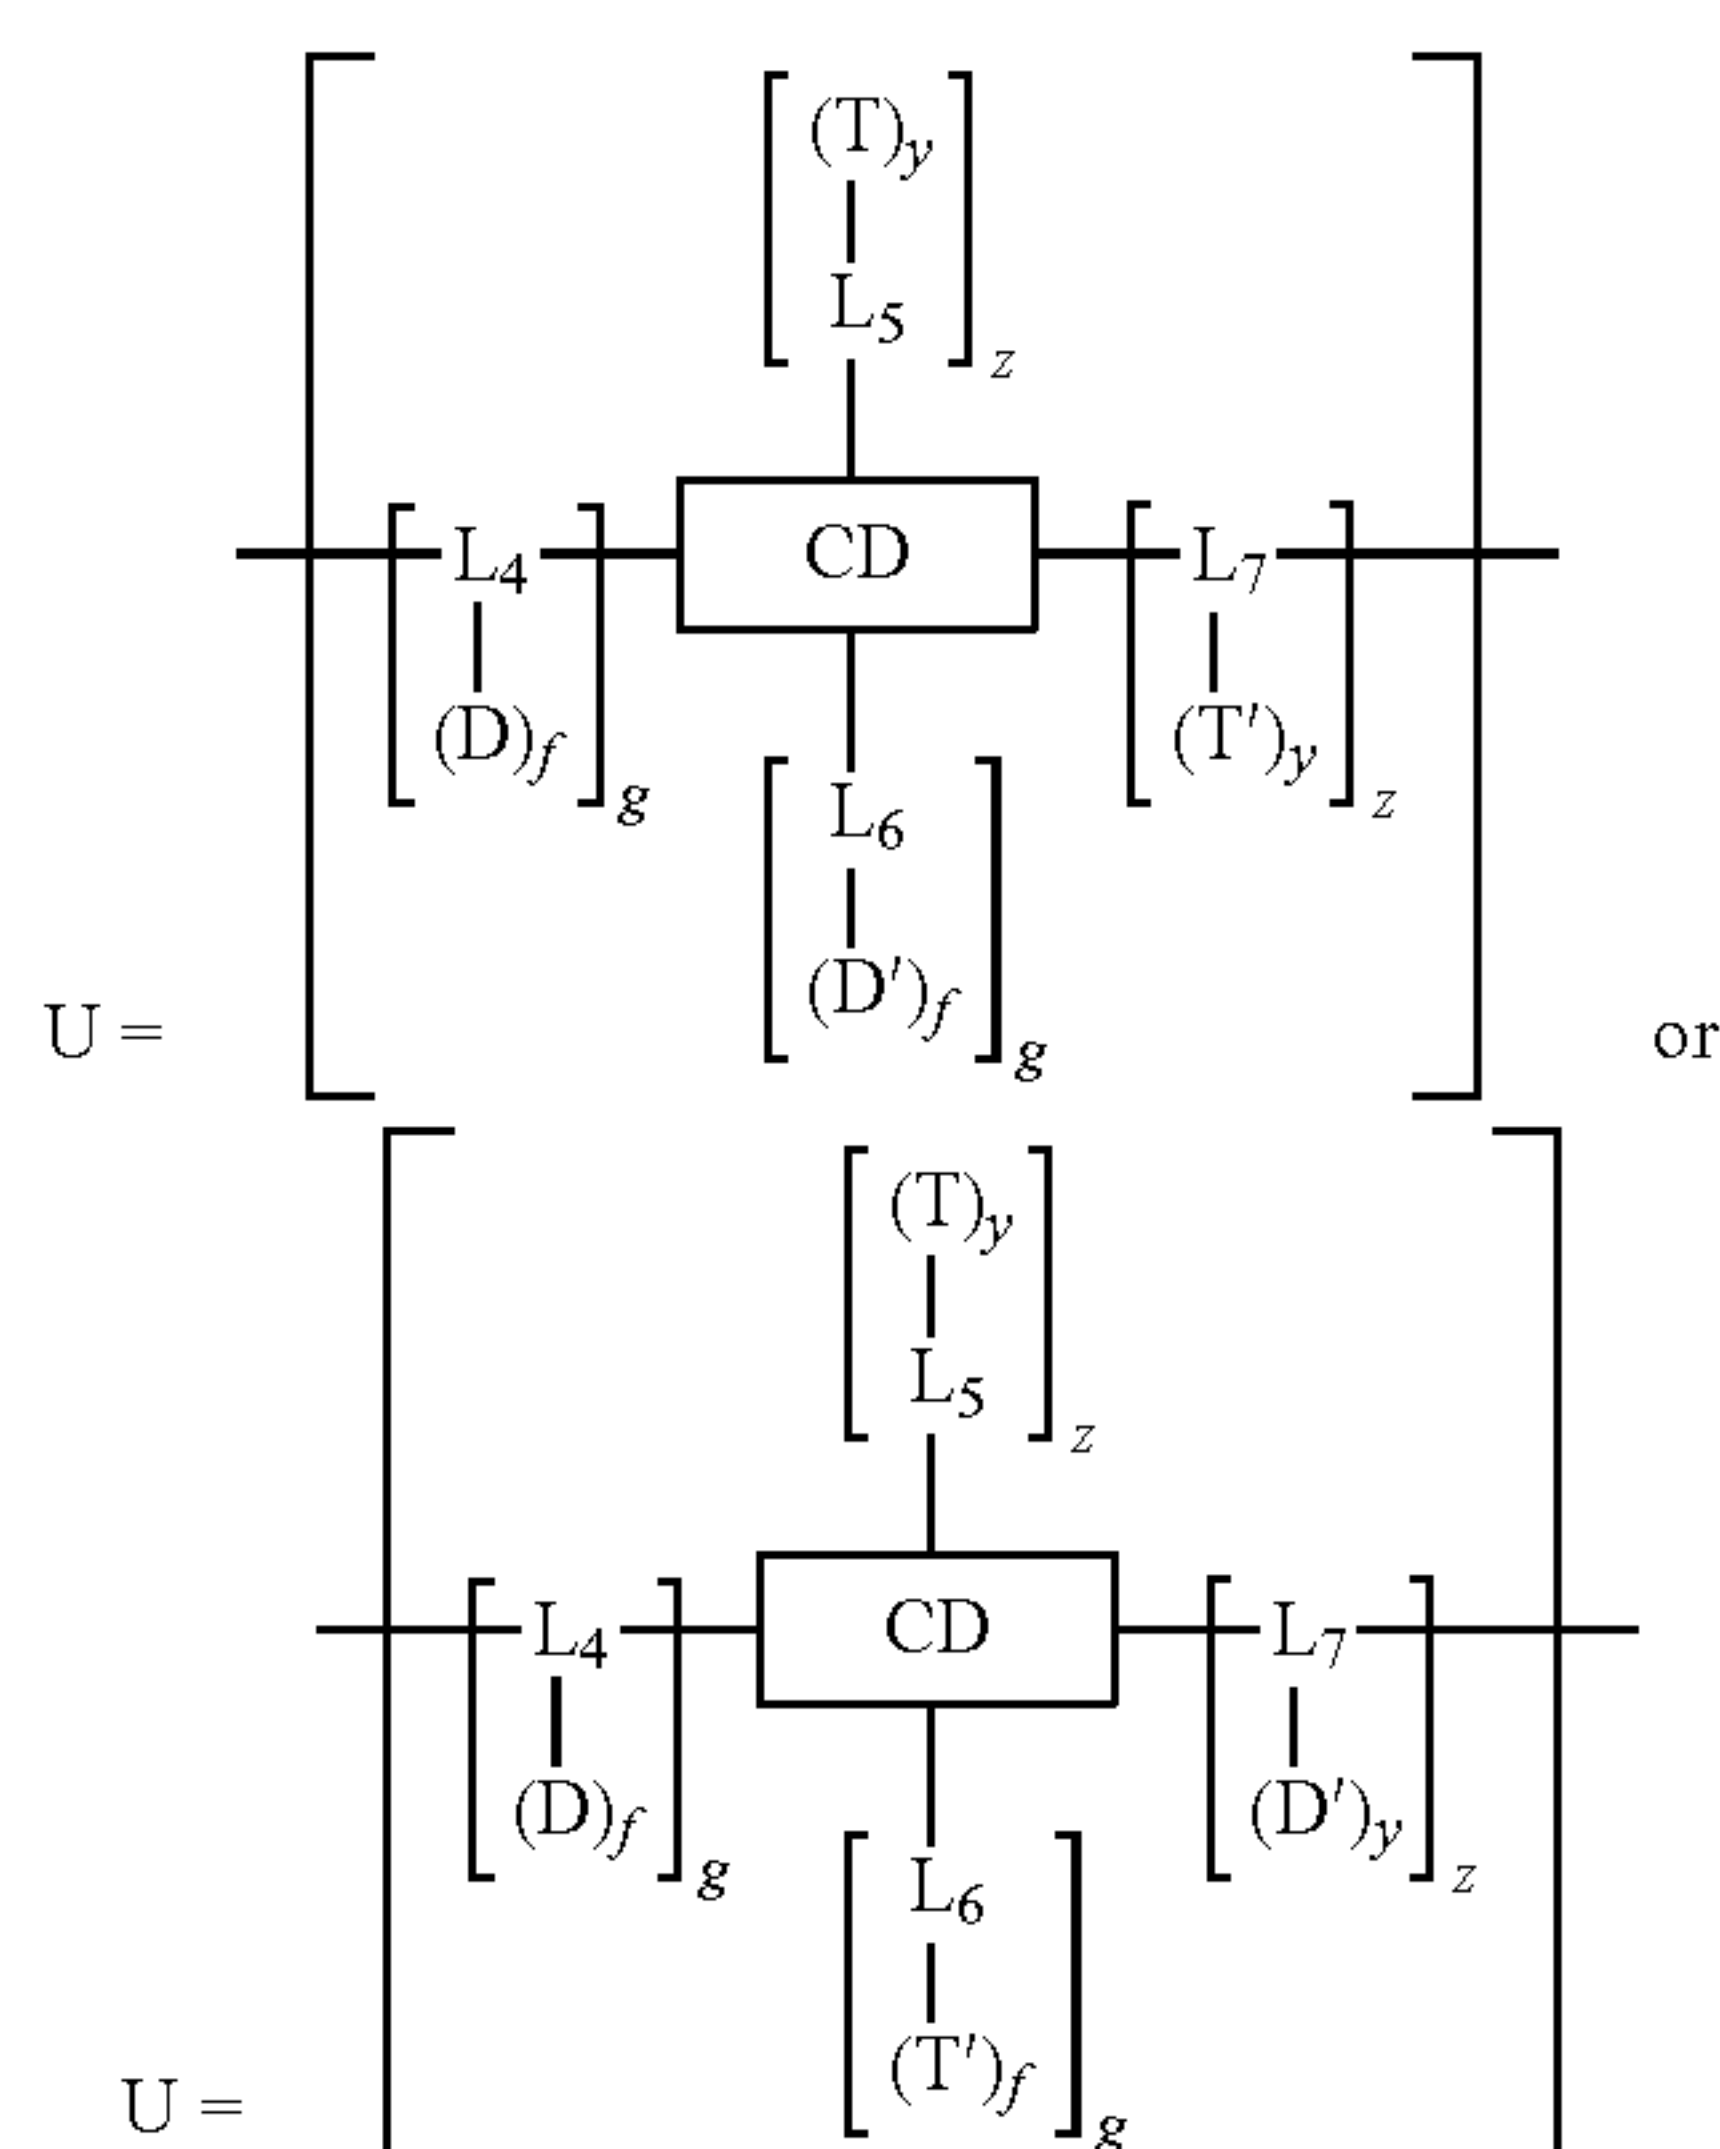 (T)y
L5
z
L4 CD L7
(D)f (T')y
g z
L6
(D')f
g
U = or
(T)y
L5
z
L4 CD L7
(D)f (D')y
g z
L6
(T')f
g
U =